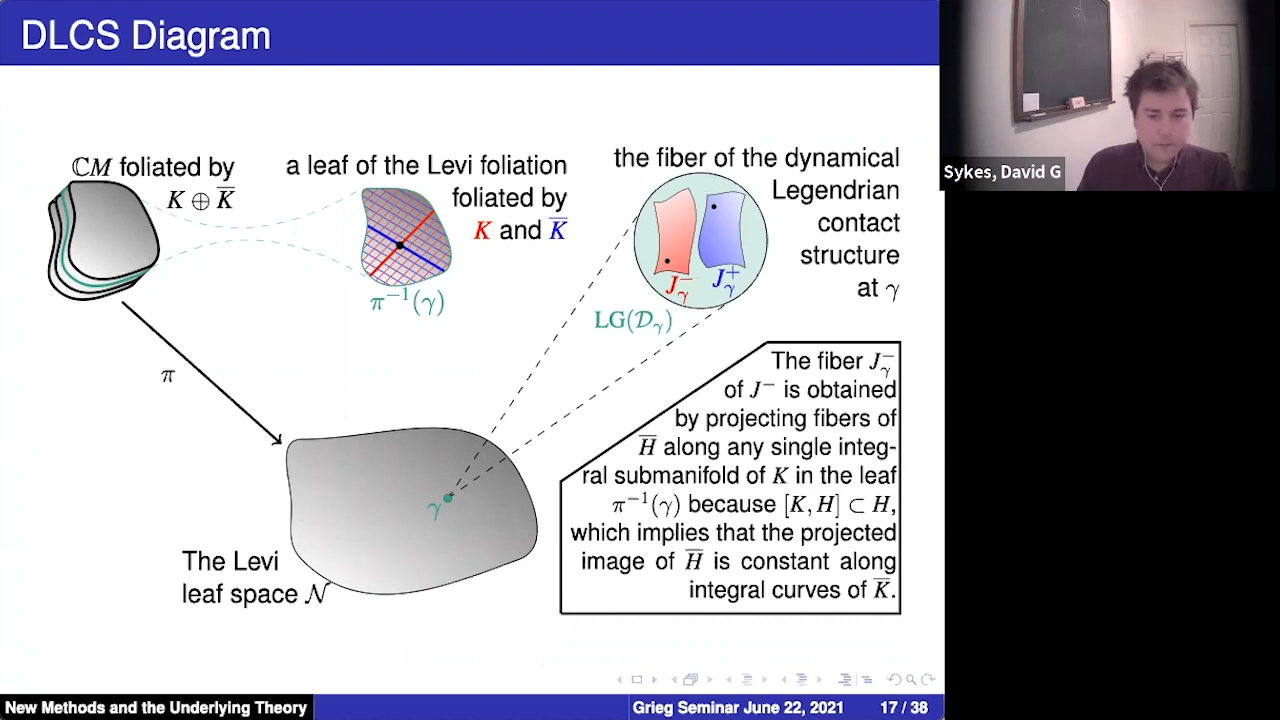 DLCS Diagram
ℂM foliated by
K ⊕ K̅
a leaf of the Levi foliation
foliated by
K and K̅
π⁻¹(γ)
the fiber of the dynamical
Legendrian
contact
structure
at γ
J⁻γ
J⁺γ
LG(𝒟γ)
π
γ
The Levi
leaf space 𝒩
The fiber J⁻γ
of J⁻ is obtained
by projecting fibers of
H̅ along any single integ-
ral submanifold of K in the leaf
π⁻¹(γ) because [K, H] ⊂ H,
which implies that the projected
image of H̅ is constant along
integral curves of K̅.
New Methods and the Underlying Theory
Grieg Seminar June 22, 2021
17 / 38
Sykes, David G